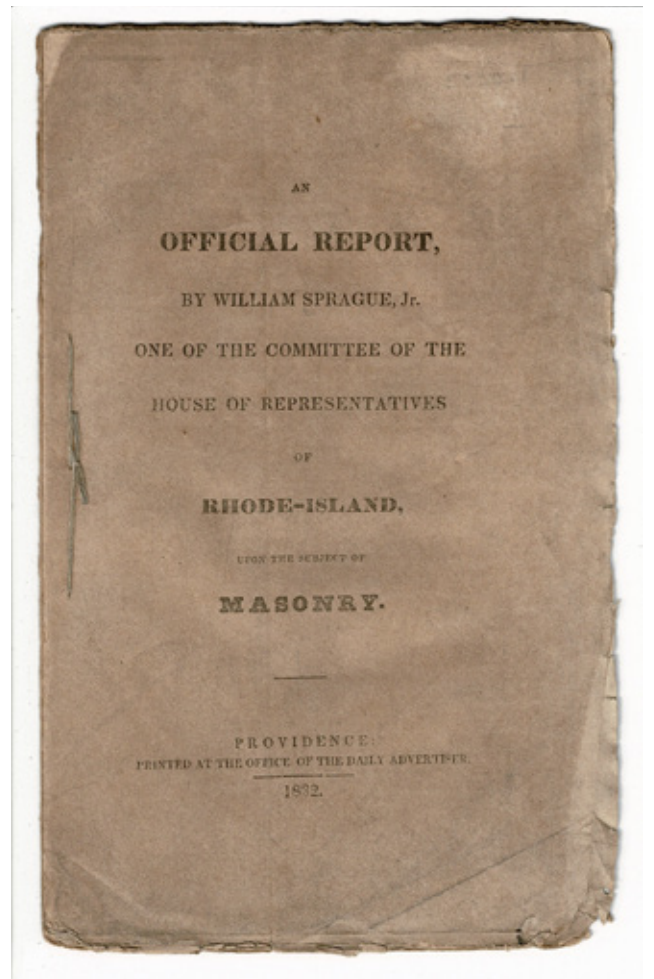 AN
OFFICIAL REPORT,
BY WILLIAM SPRAGUE, Jr.
ONE OF THE COMMITTEE OF THE
HOUSE OF REPRESENTATIVES
OF
RHODE-ISLAND,
UPON THE SUBJECT OF
MASONRY.
PROVIDENCE:
PRINTED AT THE OFFICE OF THE DAILY ADVERTISER.
1832.